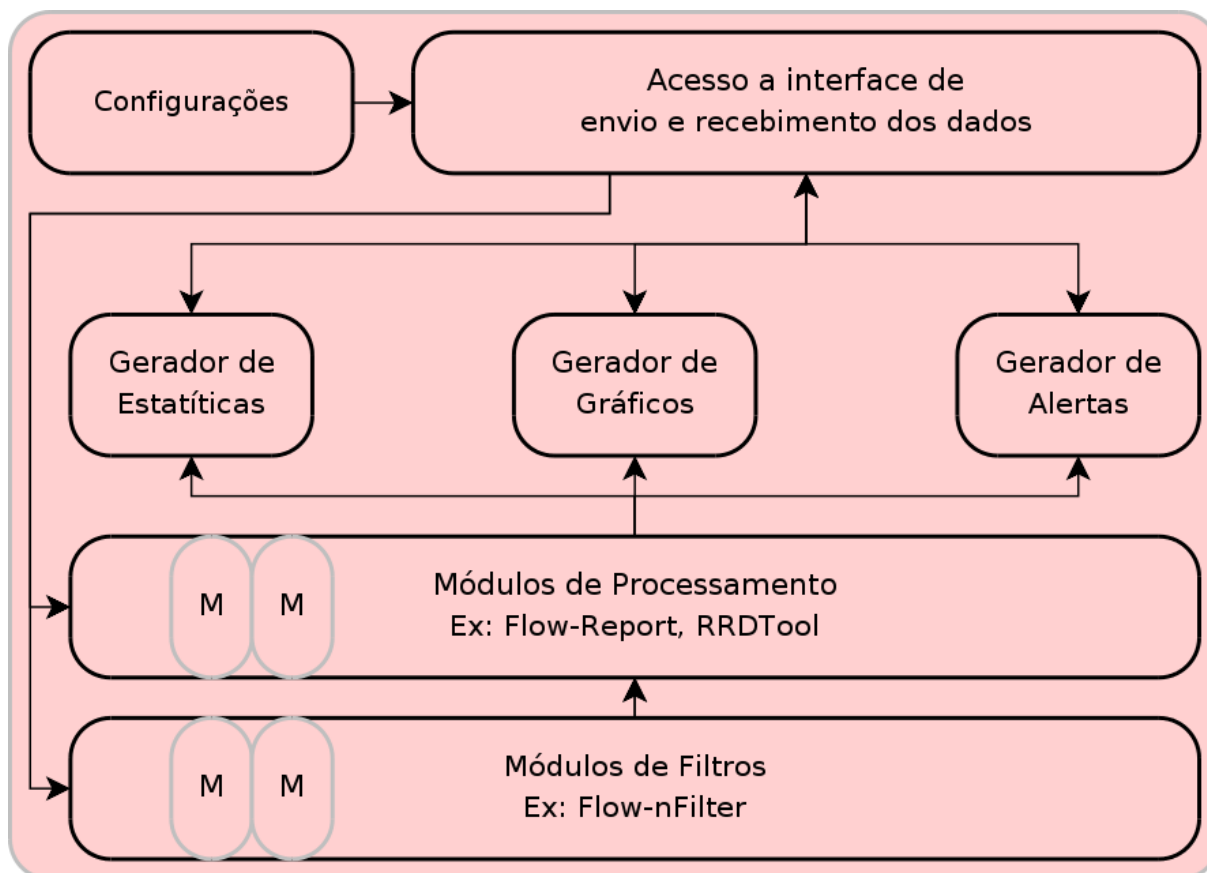 Configurações
Acesso a interface de
envio e recebimento dos dados
Gerador de
Estatíticas
Gerador de
Gráficos
Gerador de
Alertas
M
M
Módulos de Processamento
Ex: Flow-Report, RRDTool
M
M
Módulos de Filtros
Ex: Flow-nFilter